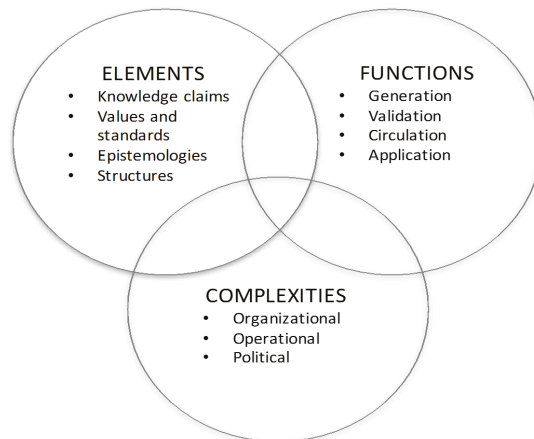 ELEMENTS
• Knowledge claims
• Values and
standards
• Epistemologies
• Structures
FUNCTIONS
• Generation
• Validation
• Circulation
• Application
COMPLEXITIES
• Organizational
• Operational
• Political